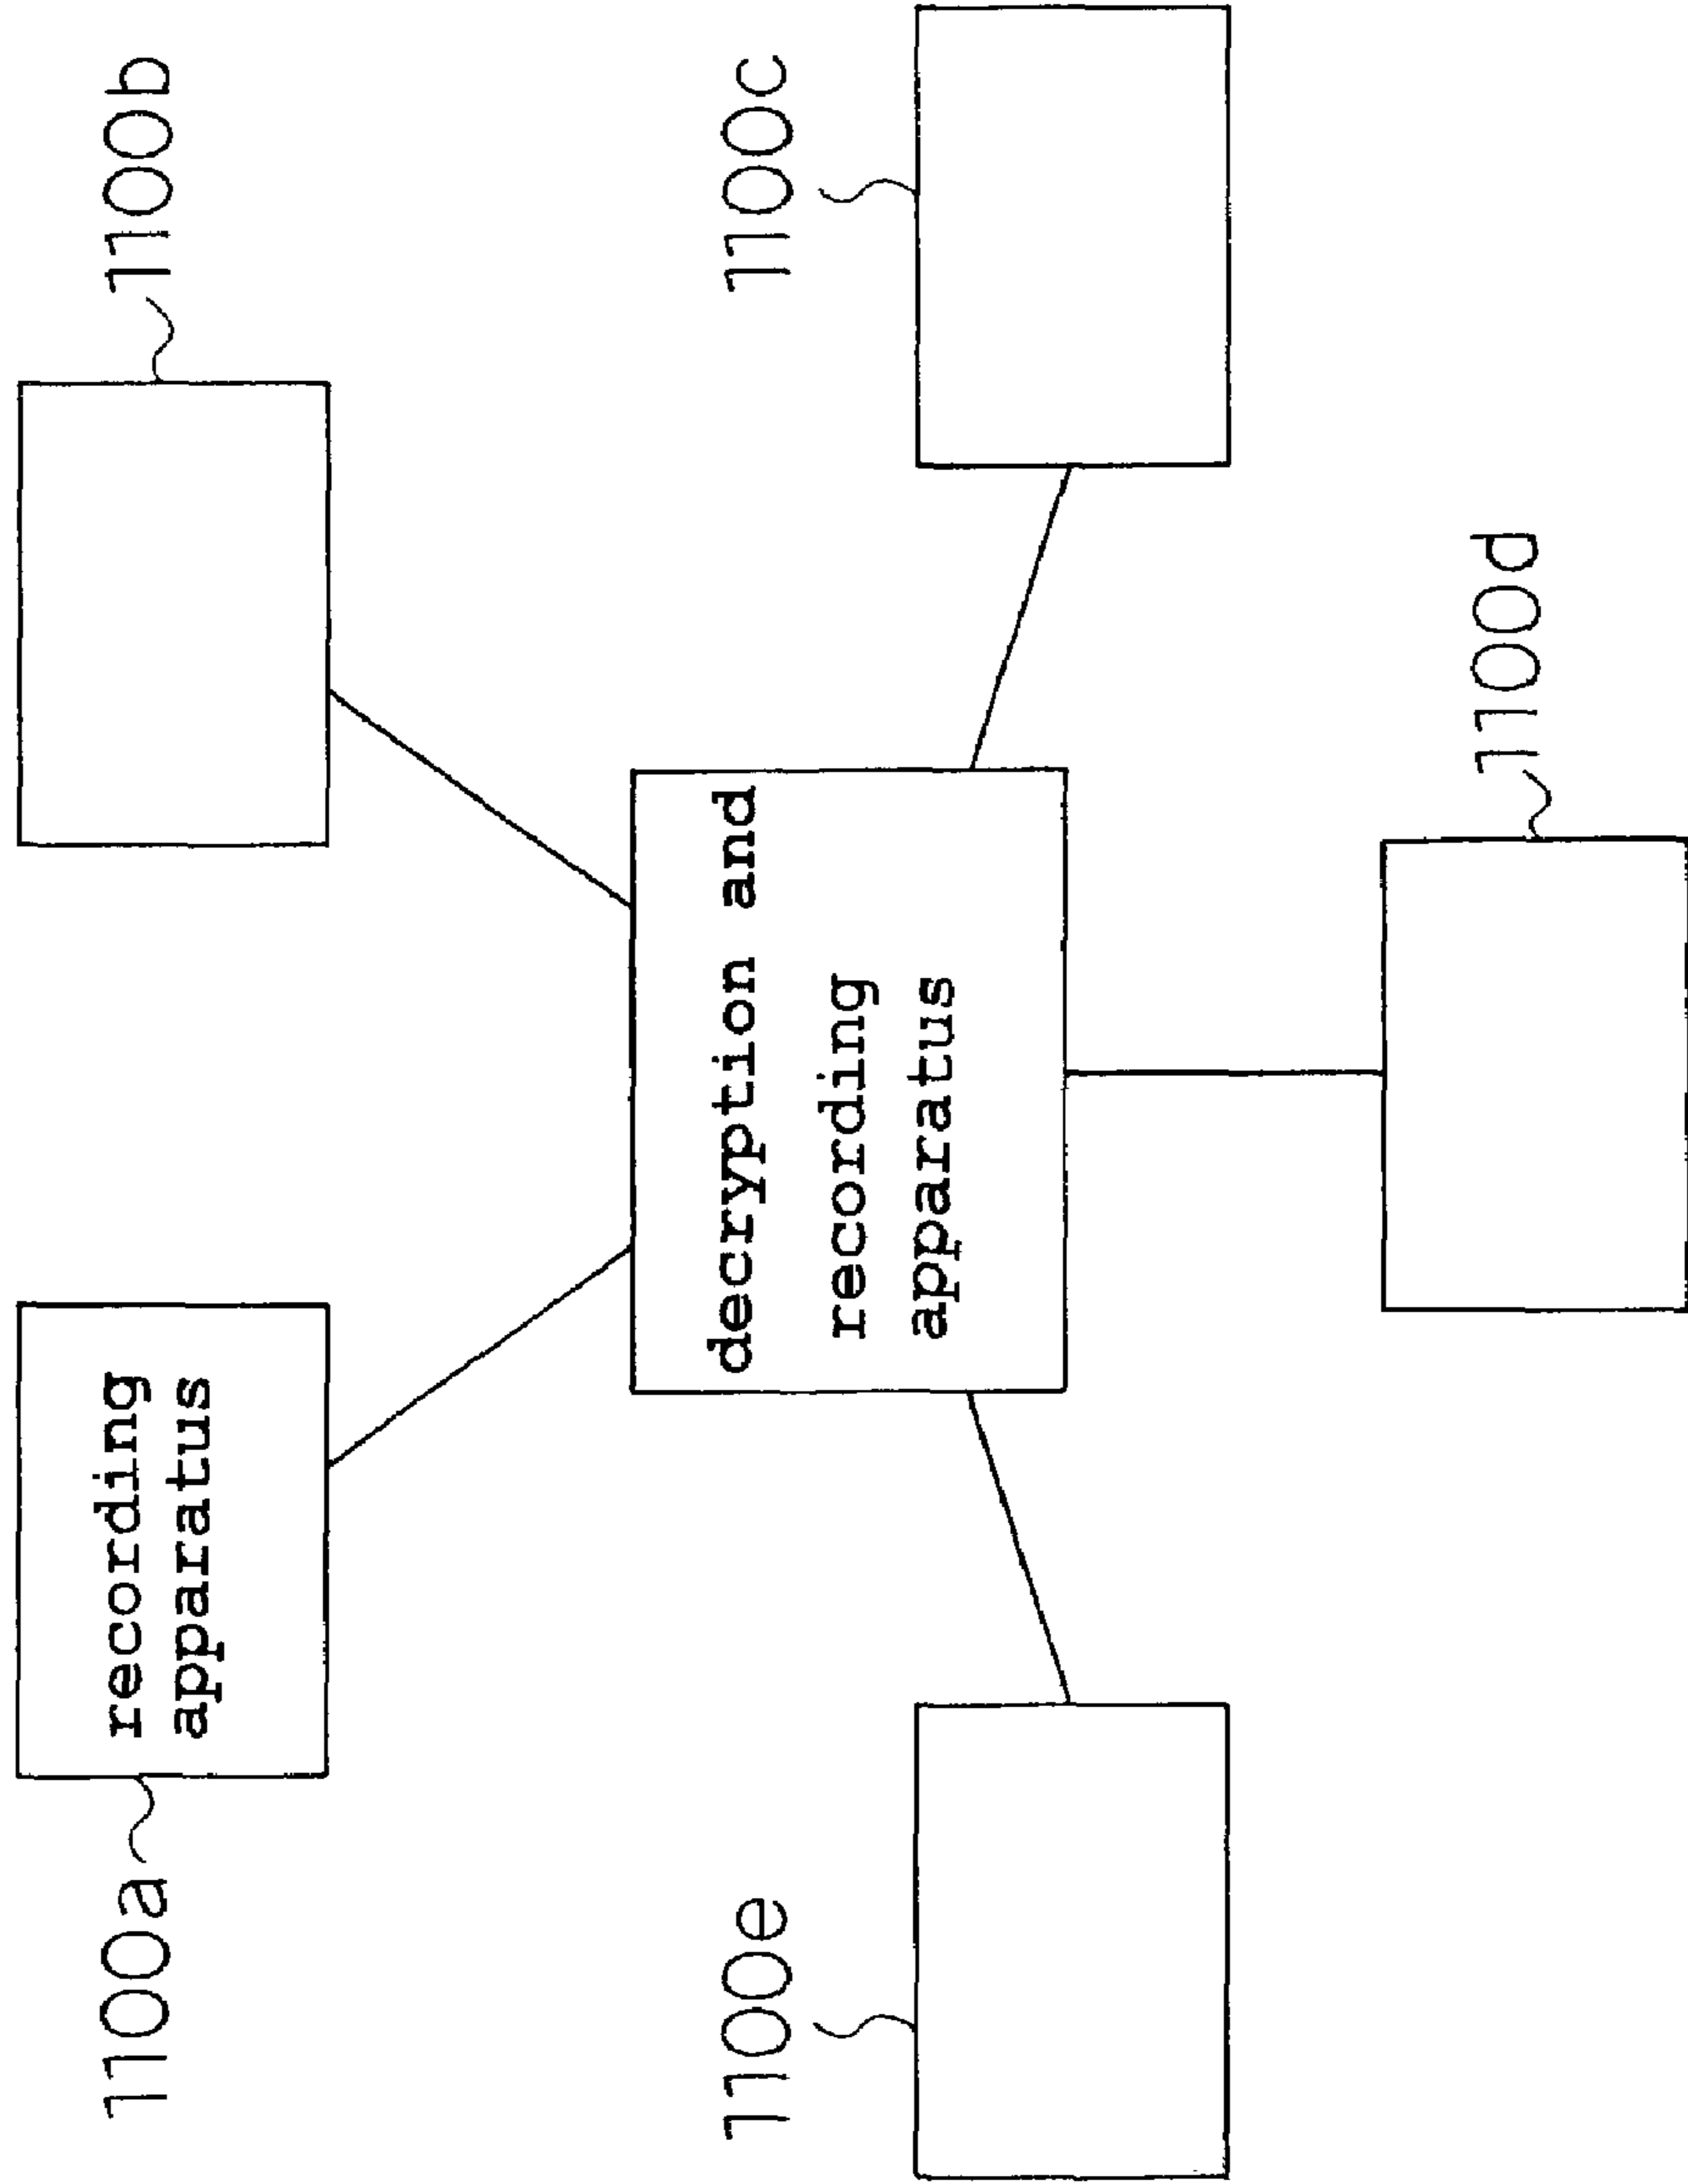 1100a
recording
apparatus
1100b
decryption and
recording
apparatus
1100e
1100c
1100d